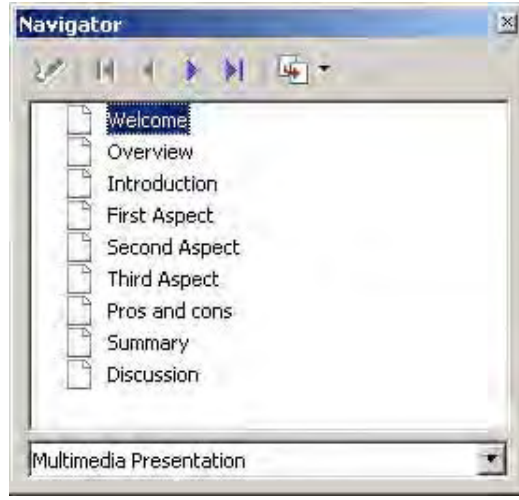 Navigator
Welcome
Overview
Introduction
First Aspect
Second Aspect
Third Aspect
Pros and cons
Summary
Discussion
Multimedia Presentation